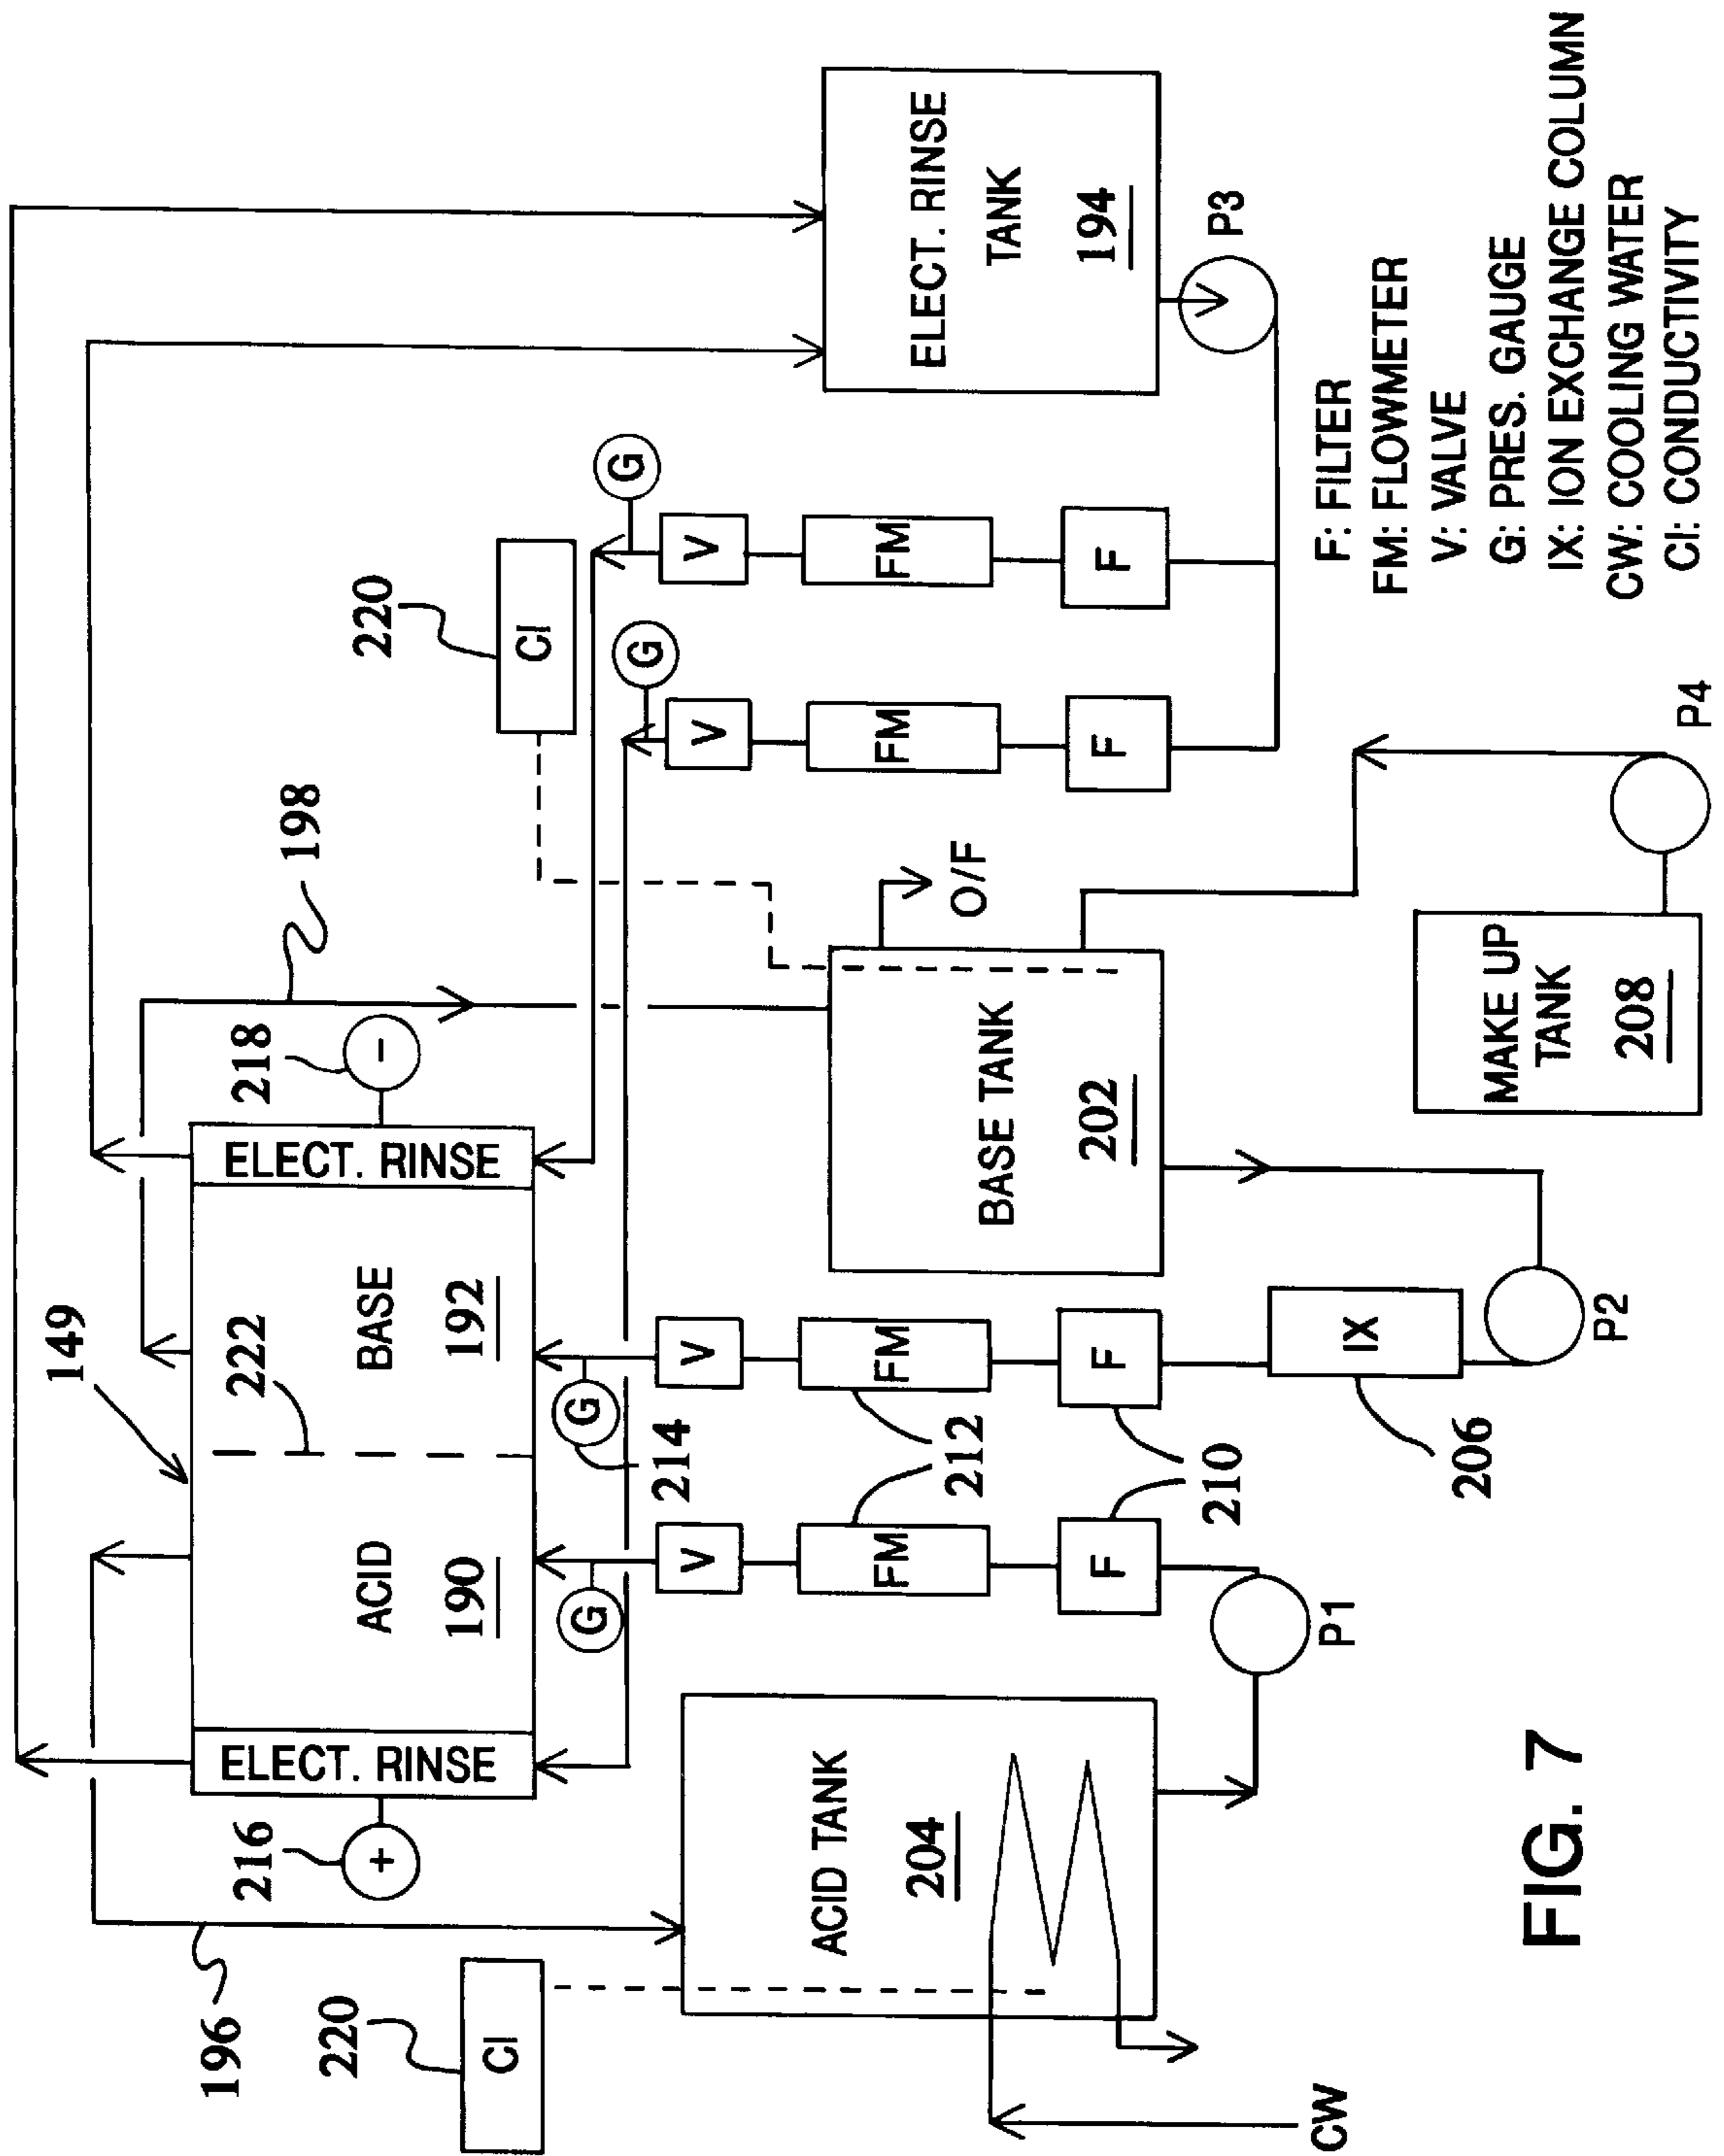 149
222
ELECT. RINSE
ACID
190
BASE
192
ELECT. RINSE
216
+
218
-
198
196
220
CI
220
CI
G
G
214
G
G
V
V
V
V
FM
FM
212
FM
FM
F
F
210
F
F
ACID TANK
204
CW
P1
IX
206
P2
BASE TANK
202
O/F
MAKE UP
TANK
208
P4
ELECT. RINSE
TANK
194
P3
F: FILTER
FM: FLOWMETER
V: VALVE
G: PRES. GAUGE
IX: ION EXCHANGE COLUMN
CW: COOLING WATER
CI: CONDUCTIVITY
FIG. 7